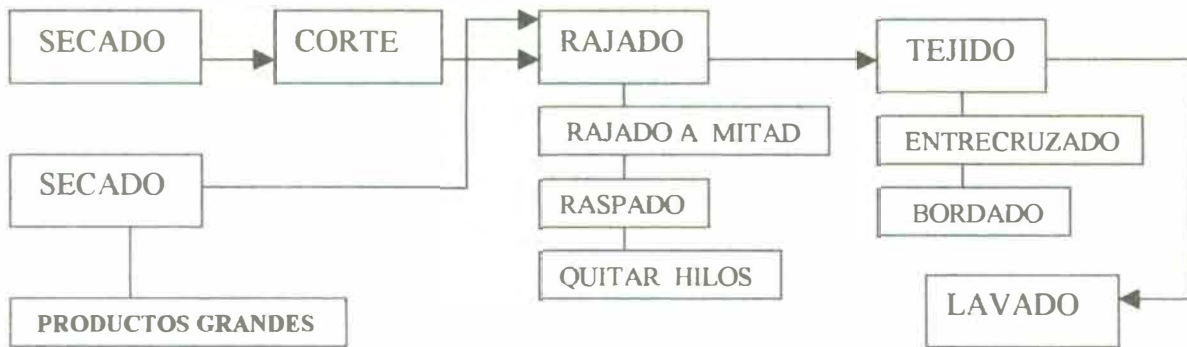 SECADO
CORTE
RAJADO
TEJIDO
RAJADO A MITAD
ENTRECRUZADO
SECADO
RASPADO
BORDADO
QUITAR HILOS
LAVADO
PRODUCTOS GRANDES